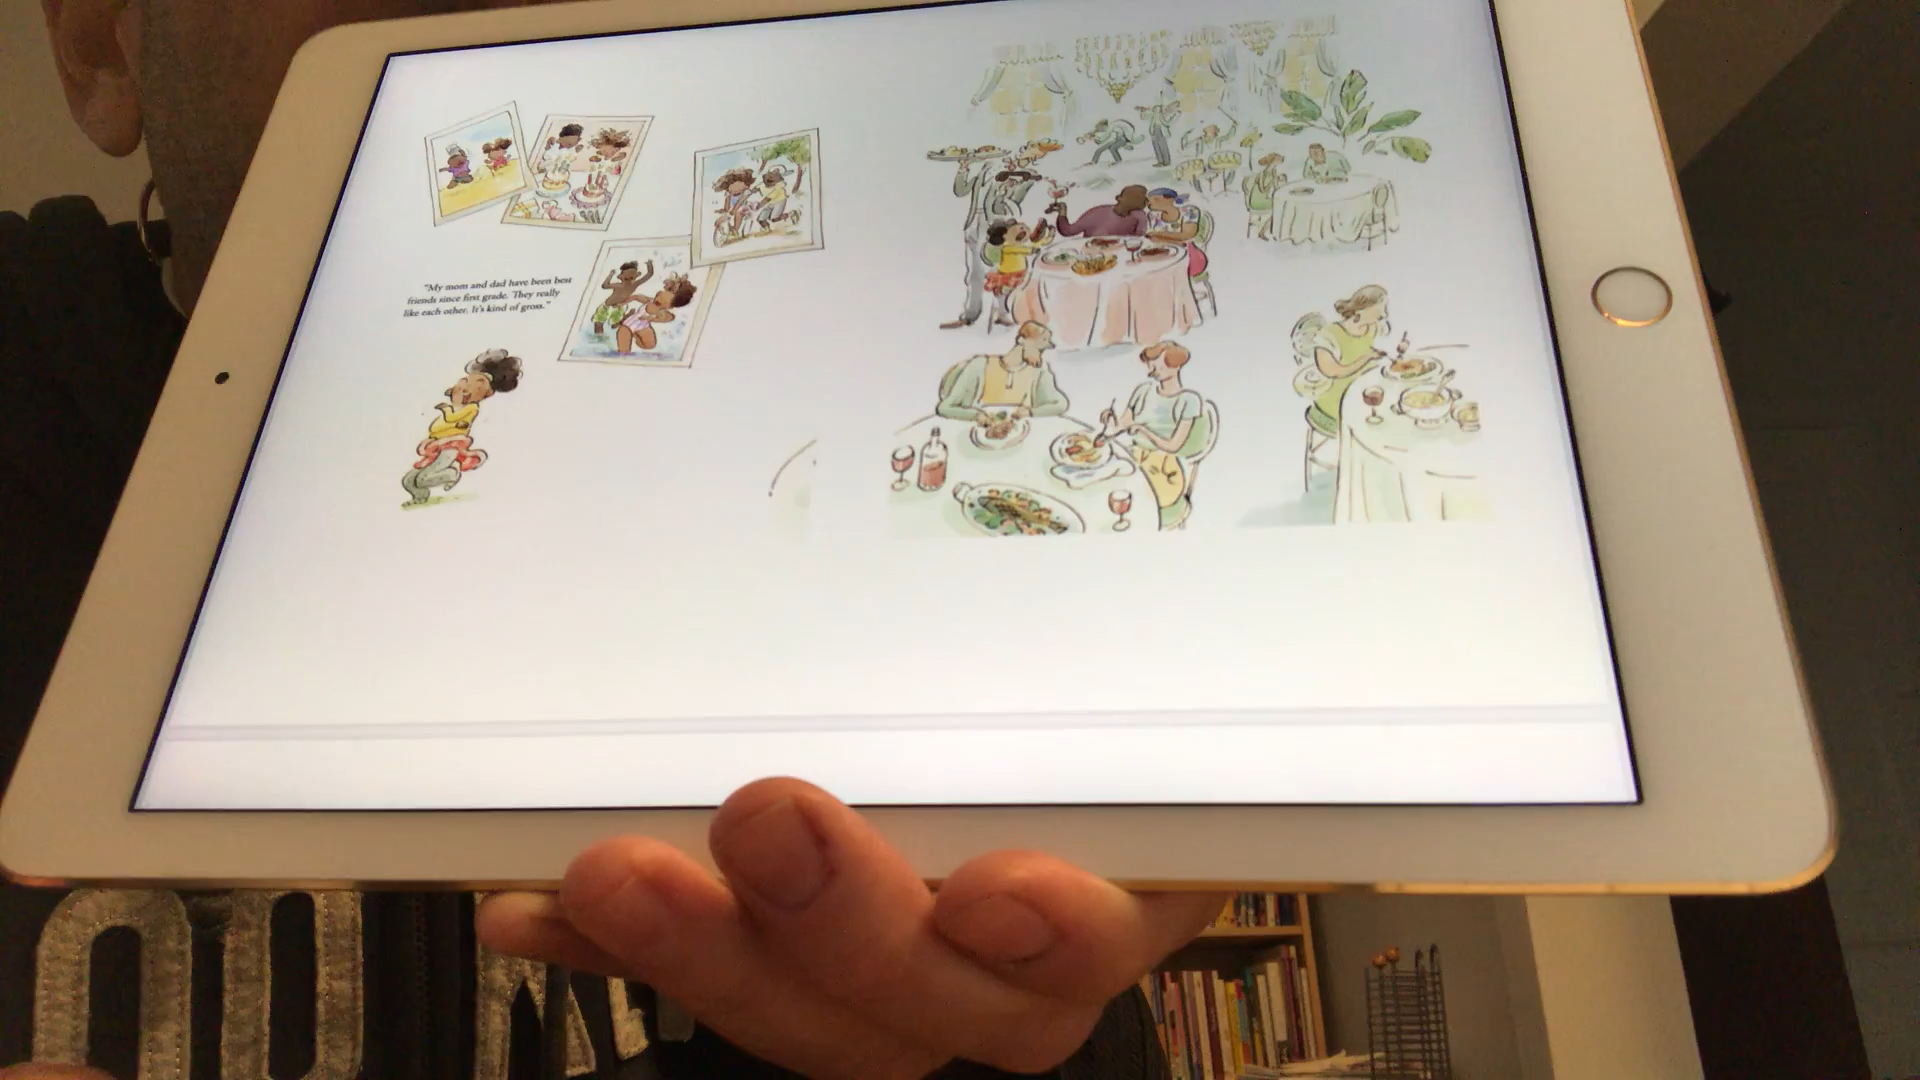 "My mom and dad have been best
friends since first grade. They really
like each other. It's kind of gross."